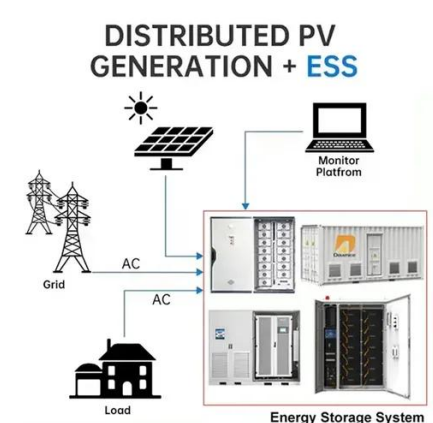 DISTRIBUTED PV
GENERATION + ESS
Monitor
Platfrom
Grid
AC
AC
Load
Energy Storage System